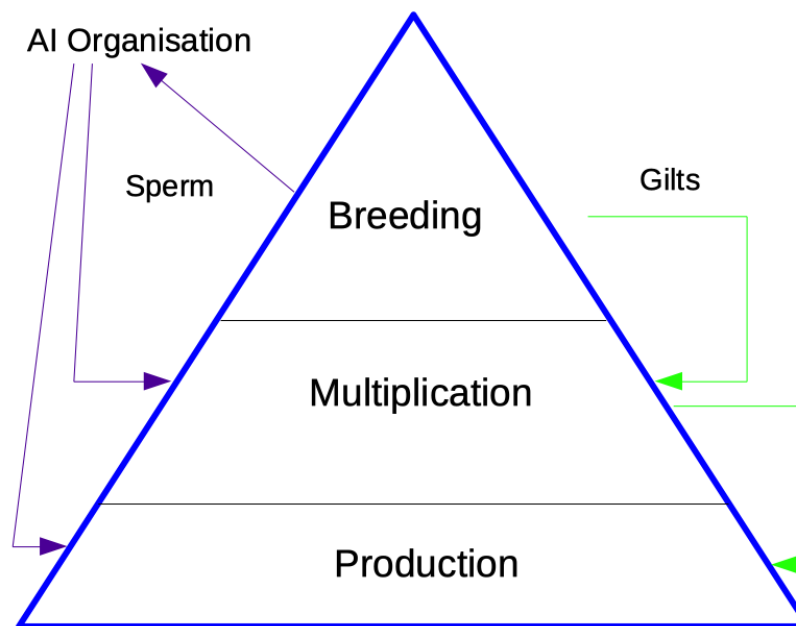 AI Organisation
Sperm
Gilts
Breeding
Multiplication
Production